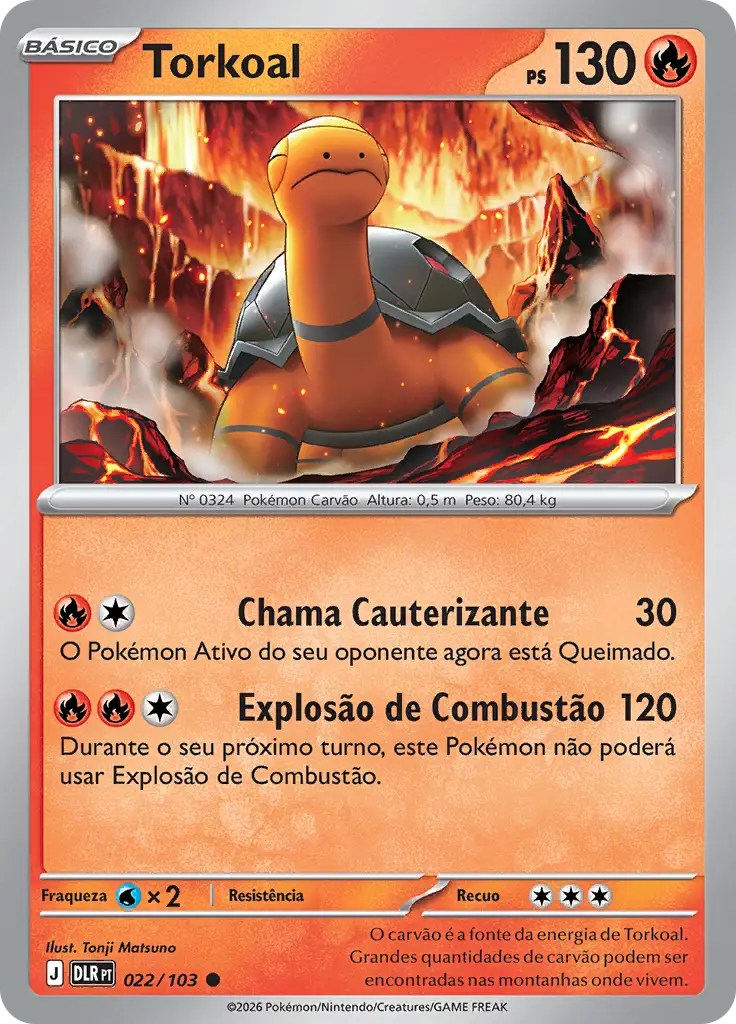 BÁSICO
Torkoal
PS 130
Nº 0324 Pokémon Carvão Altura: 0,5 m Peso: 80,4 kg
Chama Cauterizante 30
O Pokémon Ativo do seu oponente agora está Queimado.
Explosão de Combustão 120
Durante o seu próximo turno, este Pokémon não poderá
usar Explosão de Combustão.
Fraqueza ×2 Resistência Recuo
Ilust. Tonji Matsuno
J DLR PT 022/103
O carvão é a fonte da energia de Torkoal.
Grandes quantidades de carvão podem ser
encontradas nas montanhas onde vivem.
©2026 Pokémon/Nintendo/Creatures/GAME FREAK